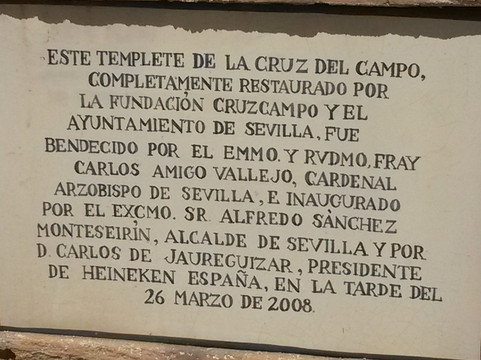 ESTE TEMPLETE DE LA CRUZ DEL CAMPO,
COMPLETAMENTE RESTAURADO POR
LA FUNDACIÓN CRUZCAMPO Y EL
AYUNTAMIENTO DE SEVILLA, FUE
BENDECIDO POR EL EMMO. Y RVDMO, FRAY
CARLOS AMIGO VALLEJO, CARDENAL
ARZOBISPO DE SEVILLA, E INAUGURADO
POR EL EXCMO. SR. ALFREDO SÀNCHEZ
MONTESEIRÍN, ALCALDE DE SEVILLA Y POR
D. CARLOS DE JAUREGUIZAR, PRESIDENTE
DE HEINEKEN ESPAÑA, EN LA TARDE DEL
26 MARZO DE 2008.